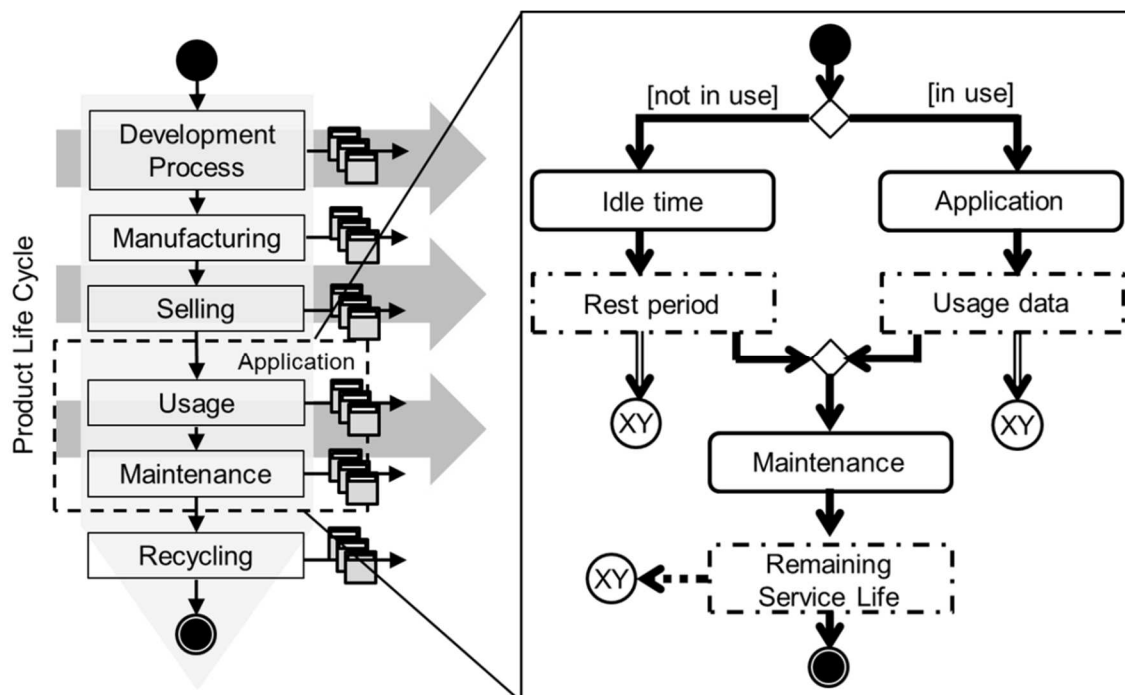 Product Life Cycle
Development
Process
Manufacturing
Selling
Application
Usage
Maintenance
Recycling
[not in use]
[in use]
Idle time
Application
Rest period
Usage data
XY
XY
Maintenance
XY
Remaining
Service Life